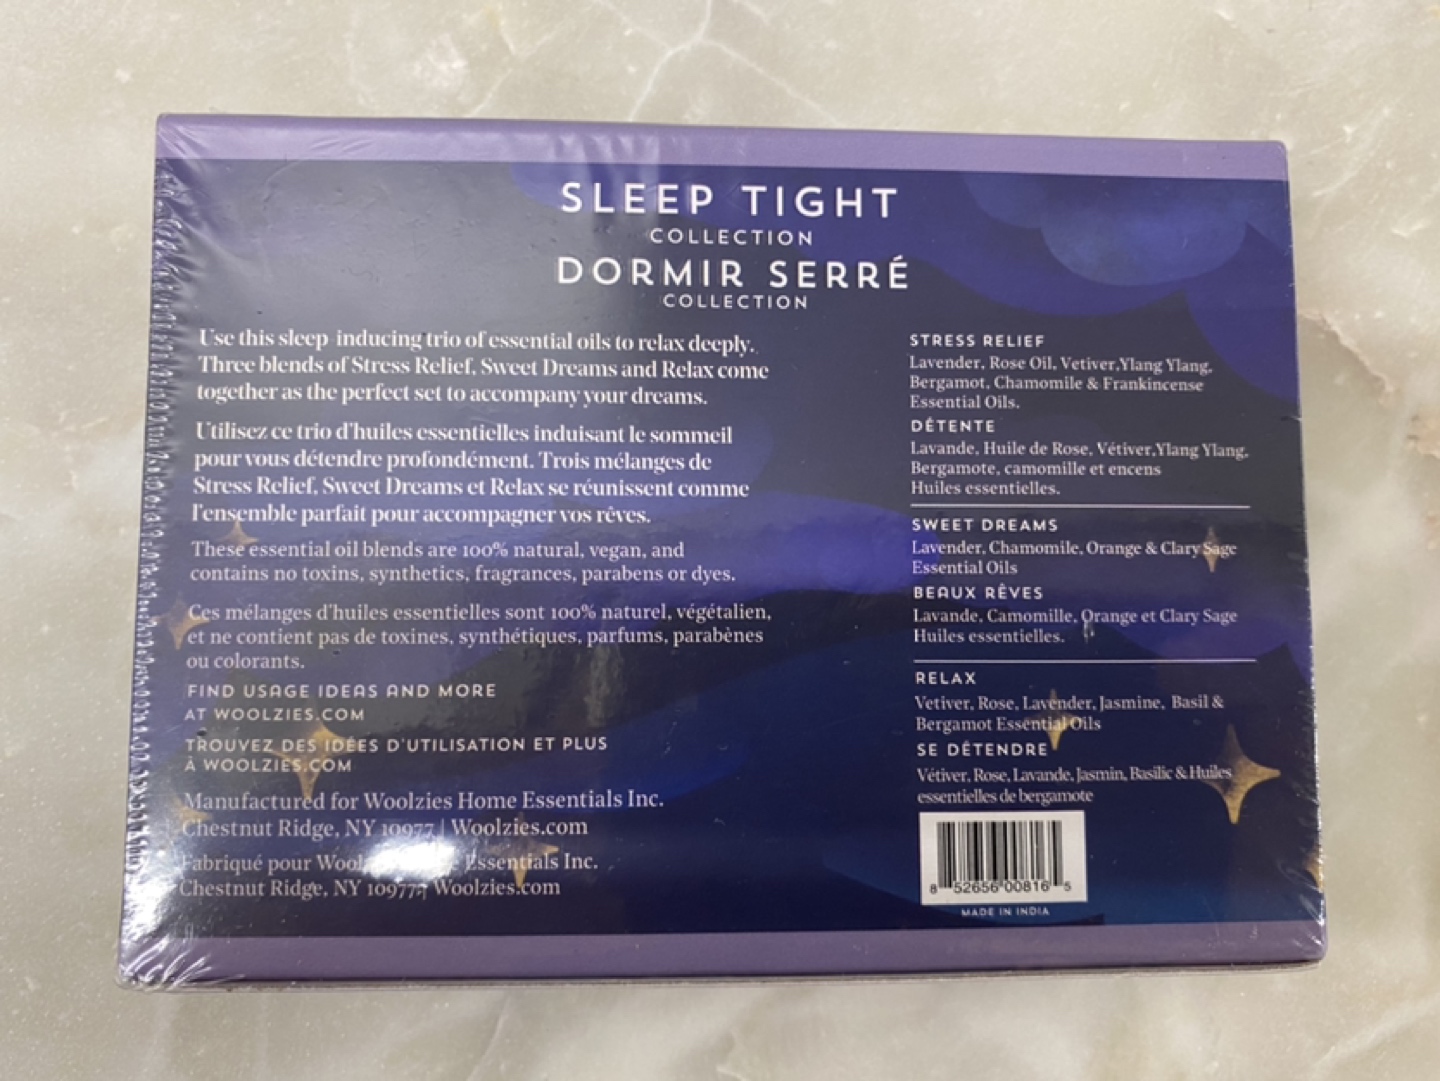 SLEEP TIGHT
COLLECTION
DORMIR SERRÉ
COLLECTION
Use this sleep-inducing trio of essential oils to relax deeply.
Three blends of Stress Relief, Sweet Dreams and Relax come
together as the perfect set to accompany your dreams.
Utilisez ce trio d'huiles essentielles induisant le sommeil
pour vous détendre profondément. Trois mélanges de
Stress Relief, Sweet Dreams et Relax se réunissent comme
l'ensemble parfait pour accompagner vos rêves.
These essential oil blends are 100% natural, vegan, and
contains no toxins, synthetics, fragrances, parabens or dyes.
Ces mélanges d'huiles essentielles sont 100% naturel, végétalien,
et ne contient pas de toxines, synthétiques, parfums, parabènes
ou colorants.
FIND USAGE IDEAS AND MORE
AT WOOLZIES.COM
TROUVEZ DES IDÉES D'UTILISATION ET PLUS
À WOOLZIES.COM
Manufactured for Woolzies Home Essentials Inc.
Chestnut Ridge, NY 10977 | Woolzies.com
Fabriqué pour Essentials Inc.
Chestnut Ridge, NY 10977 Woolzies.com
STRESS RELIEF
Lavender, Rose Oil, Vetiver,Ylang Ylang,
Bergamot, Chamomile & Frankincense
Essential Oils.
DÉTENTE
Lavande, Huile de Rose, Vétiver,Ylang Ylang,
Bergamote, camomille et encens
Huiles essentielles.
SWEET DREAMS
Lavender, Chamomile, Orange & Clary Sage
Essential Oils
BEAUX RÊVES
Lavande, Camomille, Orange et Clary Sage
Huiles essentielles.
RELAX
Vetiver, Rose, Lavender, Jasmine, Basil &
Bergamot Essential Oils
SE DÉTENDRE
Vétiver, Rose, Lavande, Jasmin, Basilic & Huiles
essentielles de bergamote
8 52656 00816 5
MADE IN INDIA